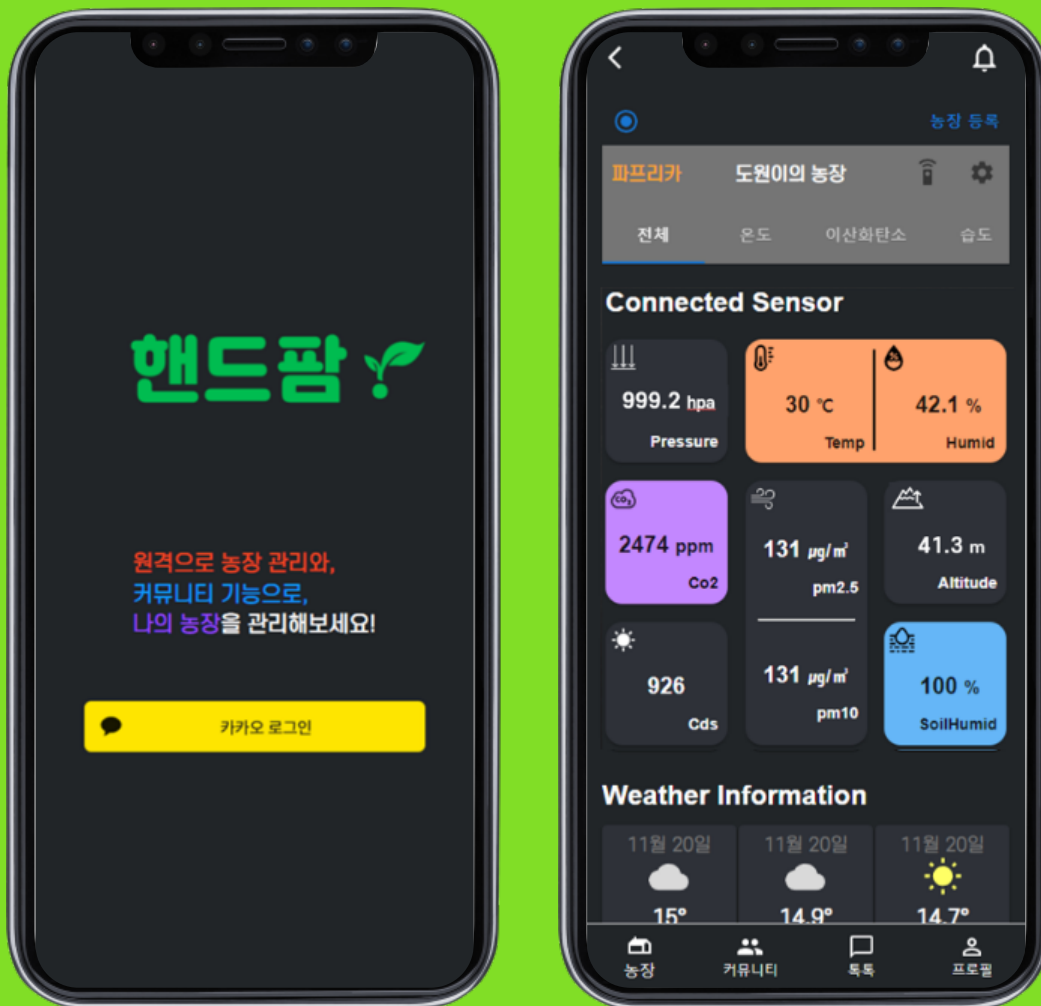 핸드팜
원격으로 농장 관리와,
커뮤니티 기능으로,
나의 농장을 관리해보세요!
카카오 로그인
농장 등록
파프리카 도원이의 농장
전체 온도 이산화탄소 습도
Connected Sensor
999.2 hpa
Pressure
30 ℃
Temp
42.1 %
Humid
CO₂
2474 ppm
Co2
131 μg/㎥
pm2.5
41.3 m
Altitude
926
Cds
131 μg/㎥
pm10
100 %
SoilHumid
Weather Information
11월 20일 11월 20일 11월 20일
15° 14.9° 14.7°
농장 커뮤니티 톡톡 프로필